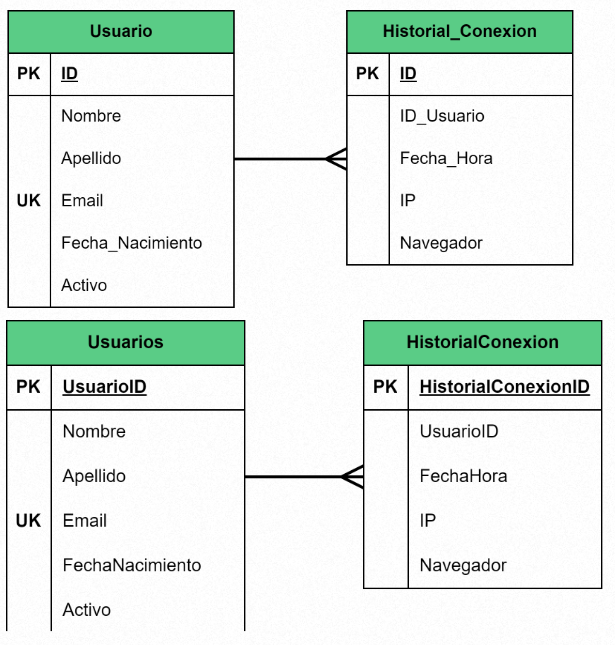 Usuario
PK ID
Nombre
Apellido
UK Email
Fecha_Nacimiento
Activo
Historial_Conexion
PK ID
ID_Usuario
Fecha_Hora
IP
Navegador
Usuarios
PK UsuarioID
Nombre
Apellido
UK Email
FechaNacimiento
Activo
HistorialConexion
PK HistorialConexionID
UsuarioID
FechaHora
IP
Navegador